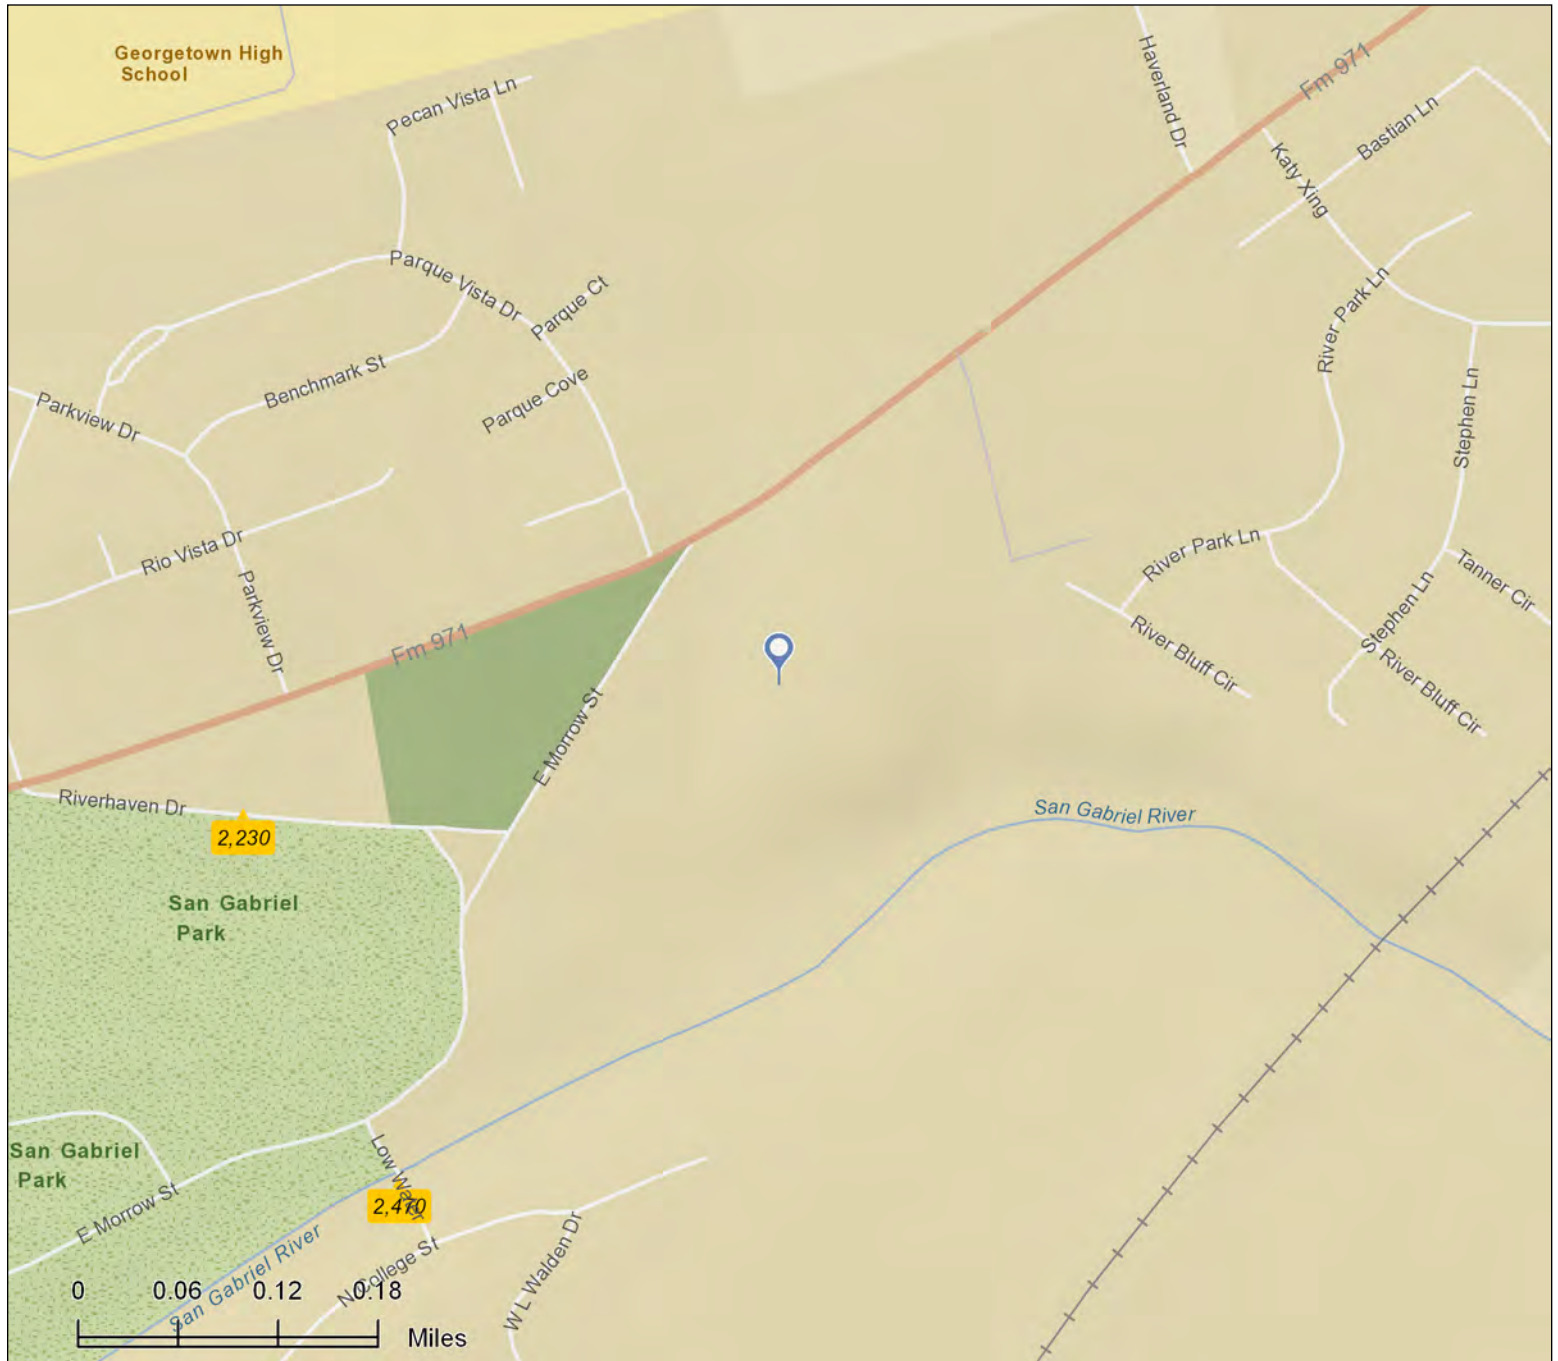 Georgetown High
School
Haverland Dr
Fm 971
Pecan Vista Ln
Bastian Ln
Katy Xing
Parque Vista Dr
Parque Ct
River Park Ln
Benchmark St
Parque Cove
Parkview Dr
Stephen Ln
Rio Vista Dr
River Park Ln
Parkview Dr
Tanner Cir
Stephen Ln
Fm 971
River Bluff Cir
River Bluff Cir
E Morrow St
Riverhaven Dr
San Gabriel River
2,230
San Gabriel
Park
San Gabriel
Park
Low Water
2,470
E Morrow St
San Gabriel River
N College St
W L Walden Dr
0 0.06 0.12 0.18
Miles